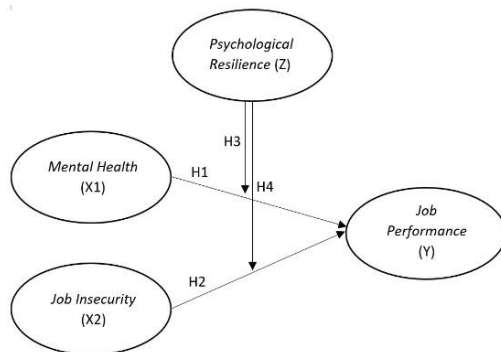 Psychological
Resilience (Z)
H3
Mental Health
(X1)
H1
H4
Job
Performance
(Y)
H2
Job Insecurity
(X2)